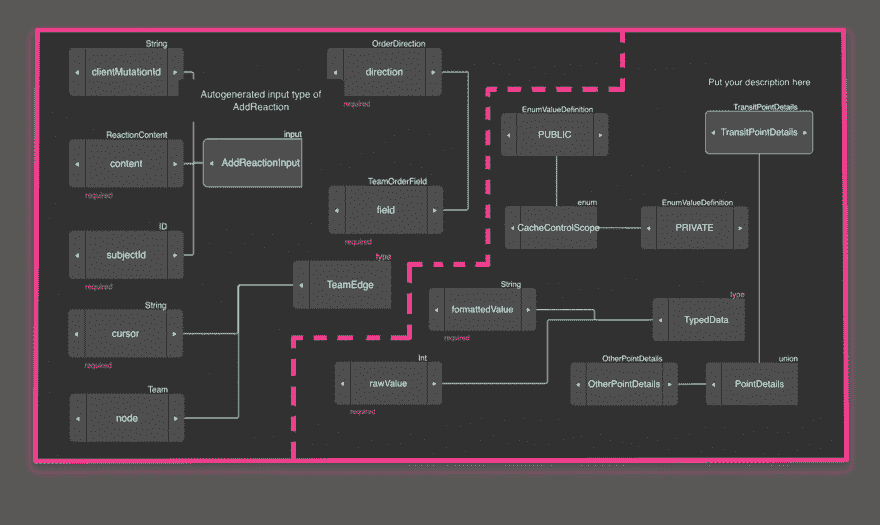 String
clientMutationId
Autogenerated input type of
AddReaction
ReactionContent
content
required
input
AddReactionInput
ID
subjectId
required
String
cursor
required
Team
node
type
TeamEdge
OrderDirection
direction
required
TeamOrderField
field
required
EnumValueDefinition
PUBLIC
enum
CacheControlScope
EnumValueDefinition
PRIVATE
Put your description here
TransitPointDetails
TransitPointDetails
String
formattedValue
required
Int
rawValue
required
type
TypedData
OtherPointDetails
OtherPointDetails
union
PointDetails